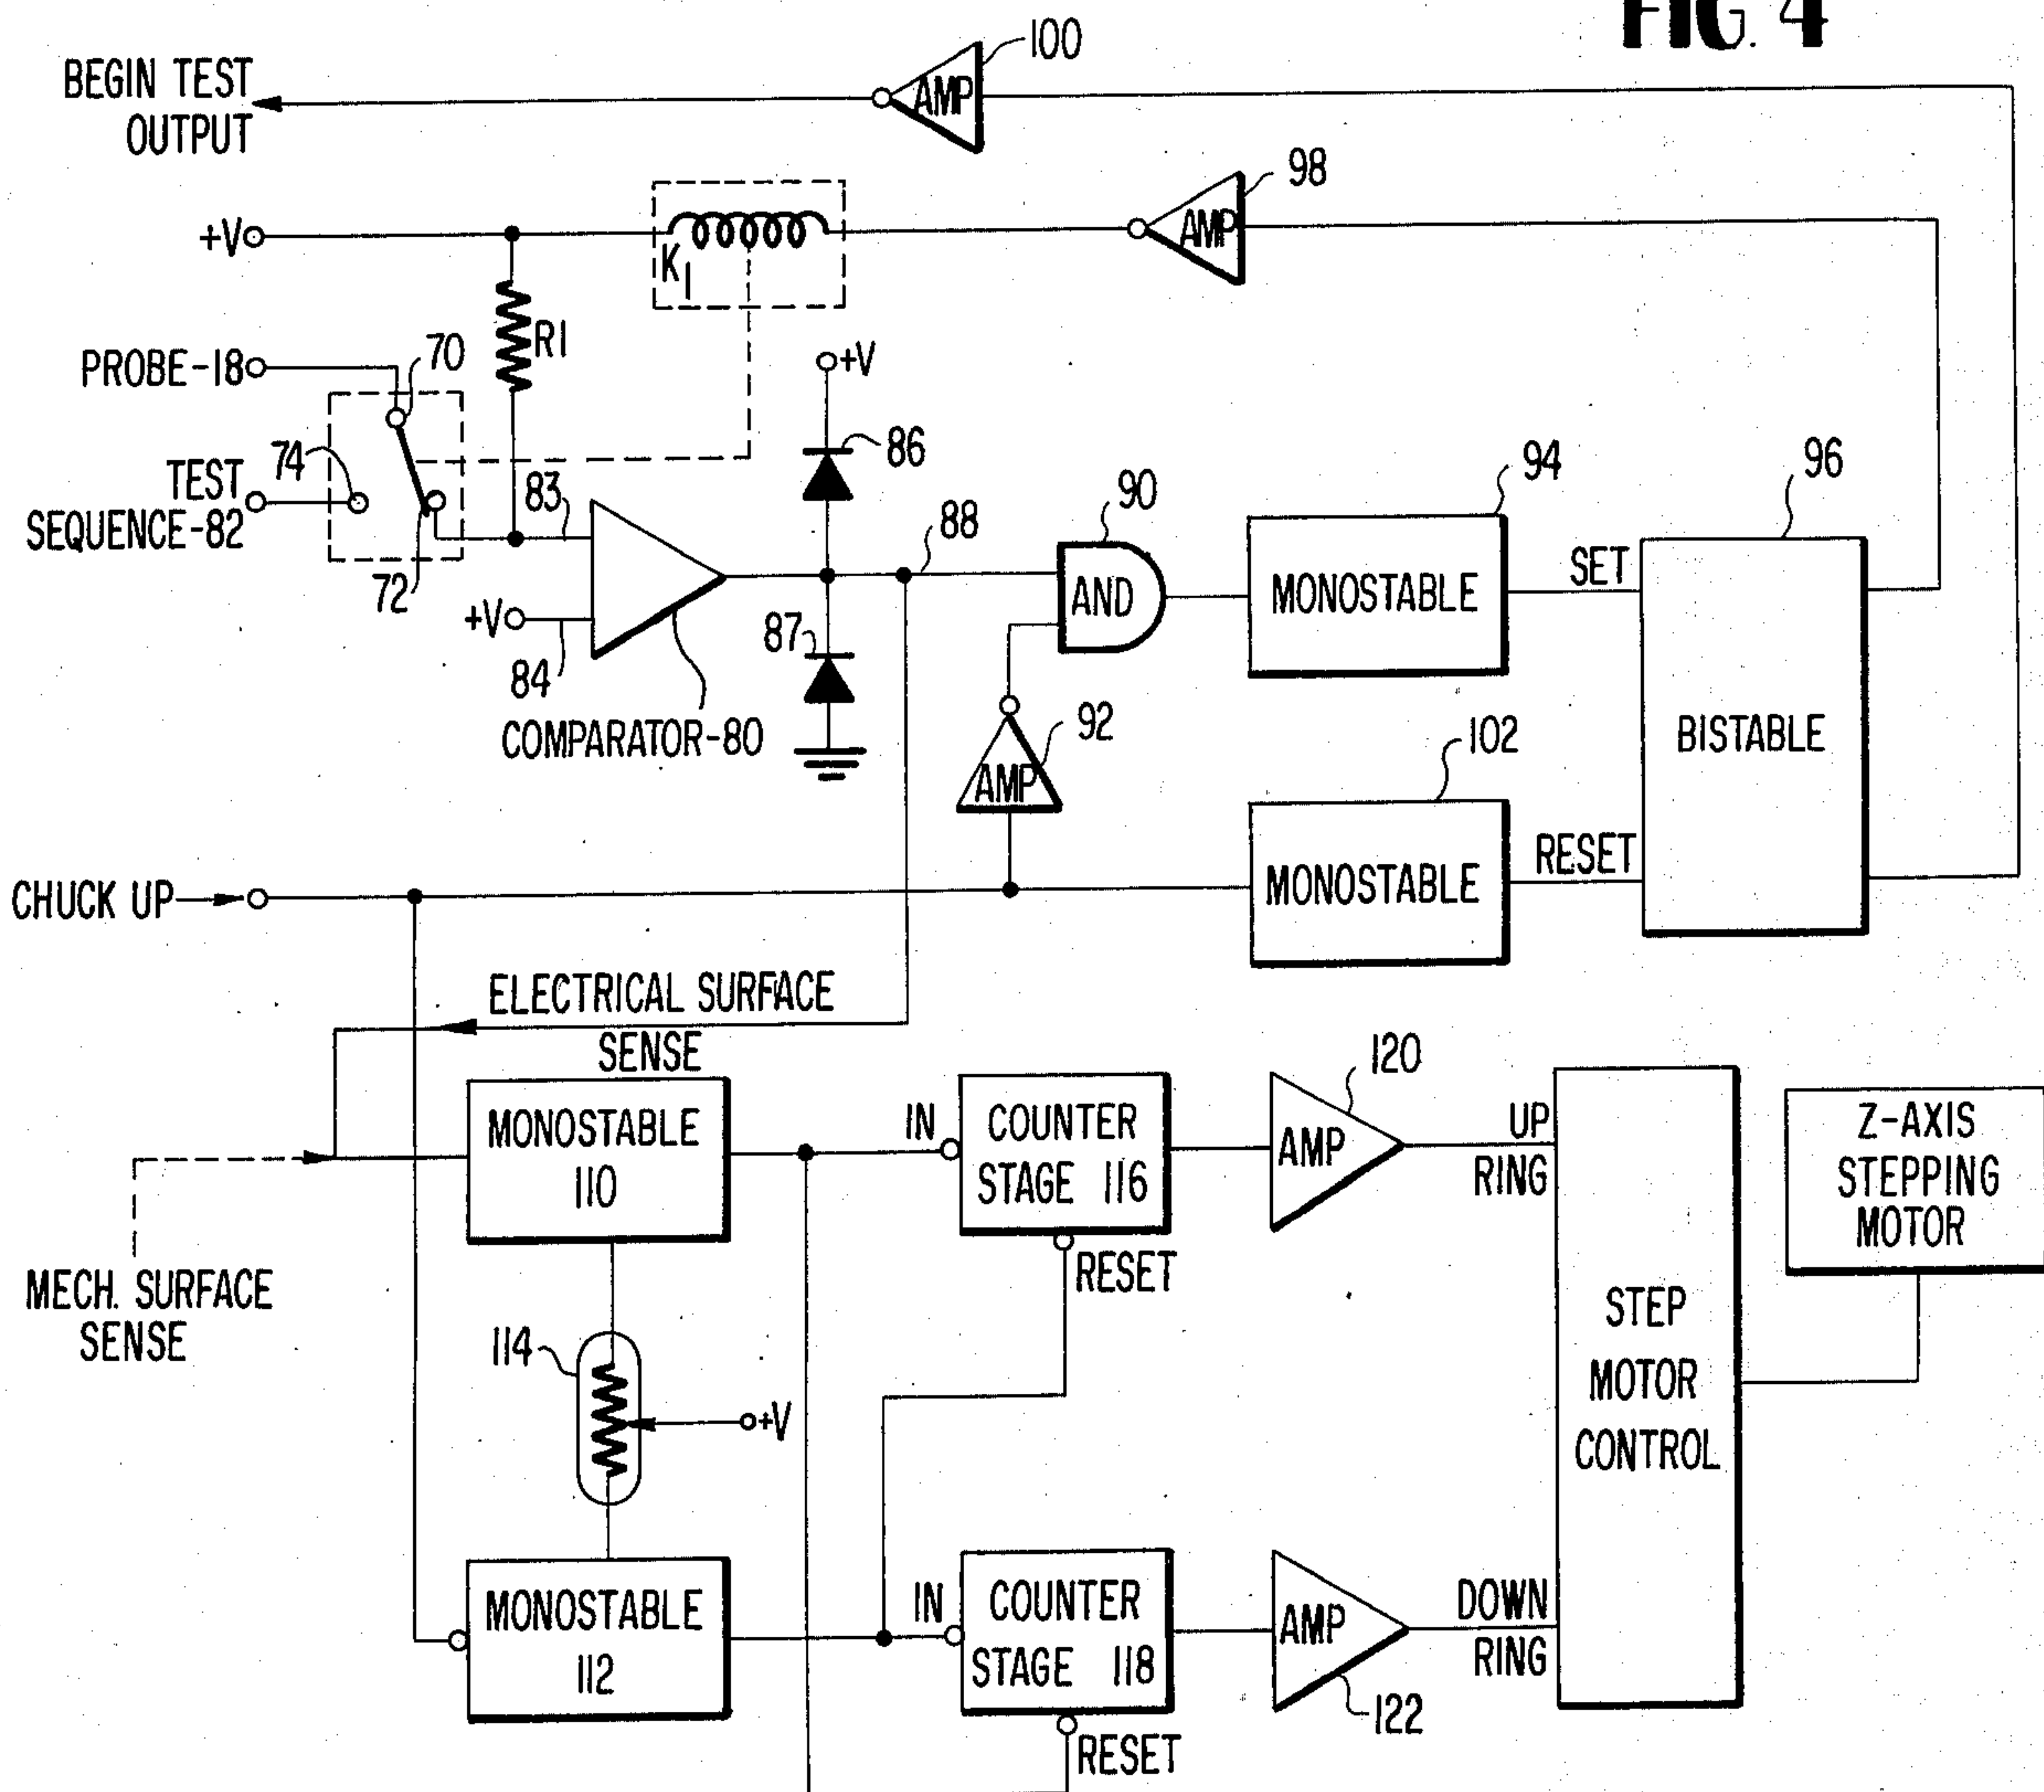 FIG. 4
100
BEGIN TEST
OUTPUT
AMP
98
+V
K1
AMP
R1
PROBE-18
70
+V
86
74
TEST
SEQUENCE-82
83
88
90
94
96
72
+V
84
COMPARATOR-80
87
AND
MONOSTABLE
SET
BISTABLE
92
AMP
102
CHUCK UP
MONOSTABLE
RESET
ELECTRICAL SURFACE
SENSE
120
MONOSTABLE
110
IN
COUNTER
STAGE 116
AMP
UP
RING
Z-AXIS
STEPPING
MOTOR
MECH. SURFACE
SENSE
RESET
114
+V
STEP
MOTOR
CONTROL
MONOSTABLE
112
IN
COUNTER
STAGE 118
AMP
DOWN
RING
122
RESET